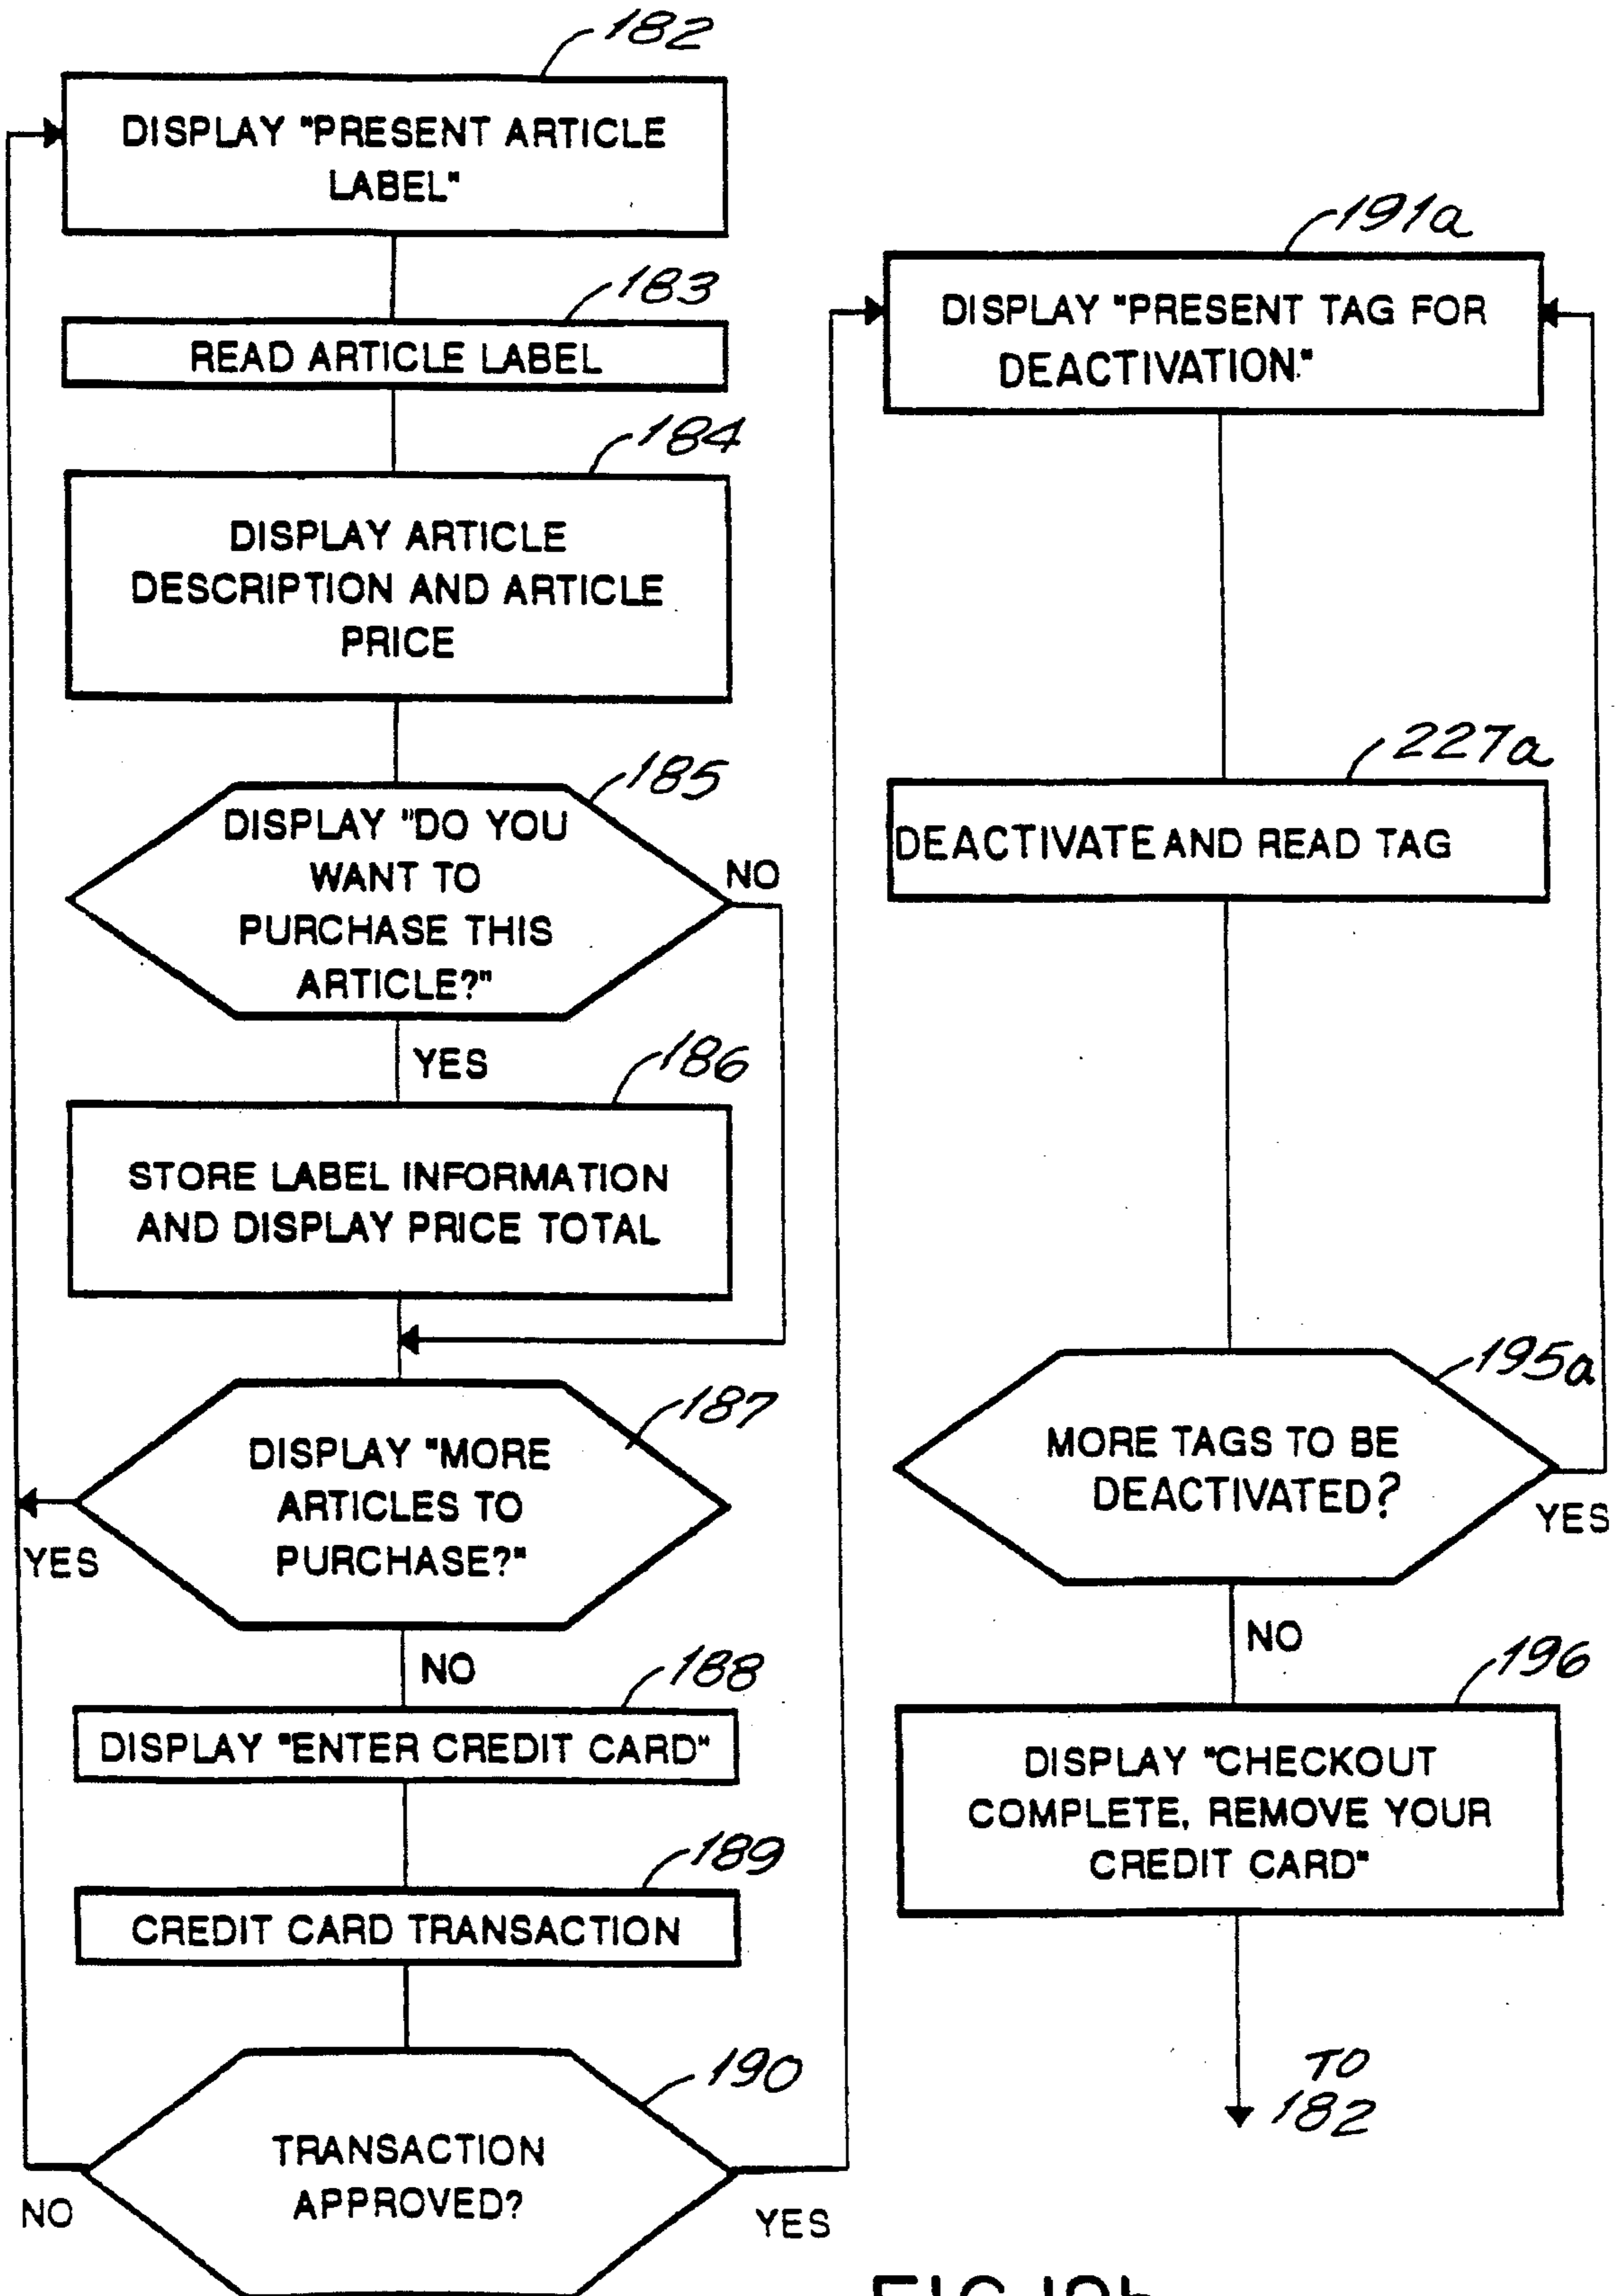 182
DISPLAY "PRESENT ARTICLE
LABEL"
183
READ ARTICLE LABEL
184
DISPLAY ARTICLE
DESCRIPTION AND ARTICLE
PRICE
185
DISPLAY "DO YOU
WANT TO
PURCHASE THIS
ARTICLE?"
NO
YES
186
STORE LABEL INFORMATION
AND DISPLAY PRICE TOTAL
187
DISPLAY "MORE
ARTICLES TO
PURCHASE?"
YES
NO
188
DISPLAY "ENTER CREDIT CARD"
189
CREDIT CARD TRANSACTION
190
TRANSACTION
APPROVED?
NO
YES
191a
DISPLAY "PRESENT TAG FOR
DEACTIVATION."
227a
DEACTIVATE AND READ TAG
195a
MORE TAGS TO BE
DEACTIVATED?
YES
NO
196
DISPLAY "CHECKOUT
COMPLETE, REMOVE YOUR
CREDIT CARD"
TO
182